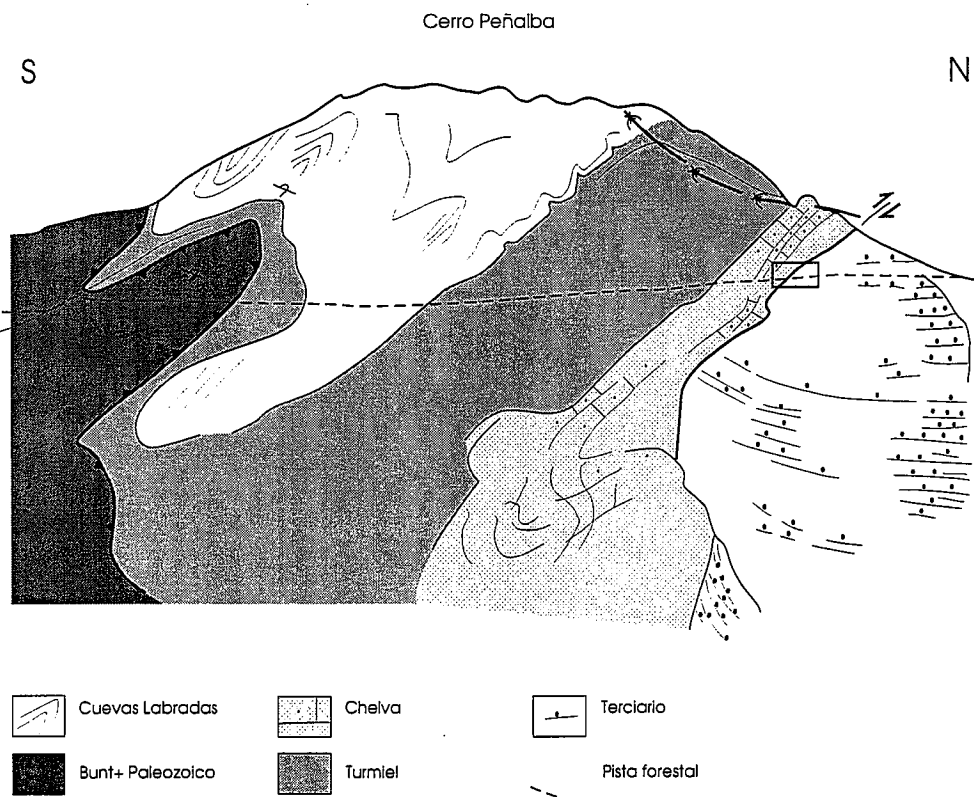 Cerro Peñalba
S
N
Cuevas Labradas
Chelva
Terciario
Bunt+ Paleozoico
Turmiel
Pista forestal